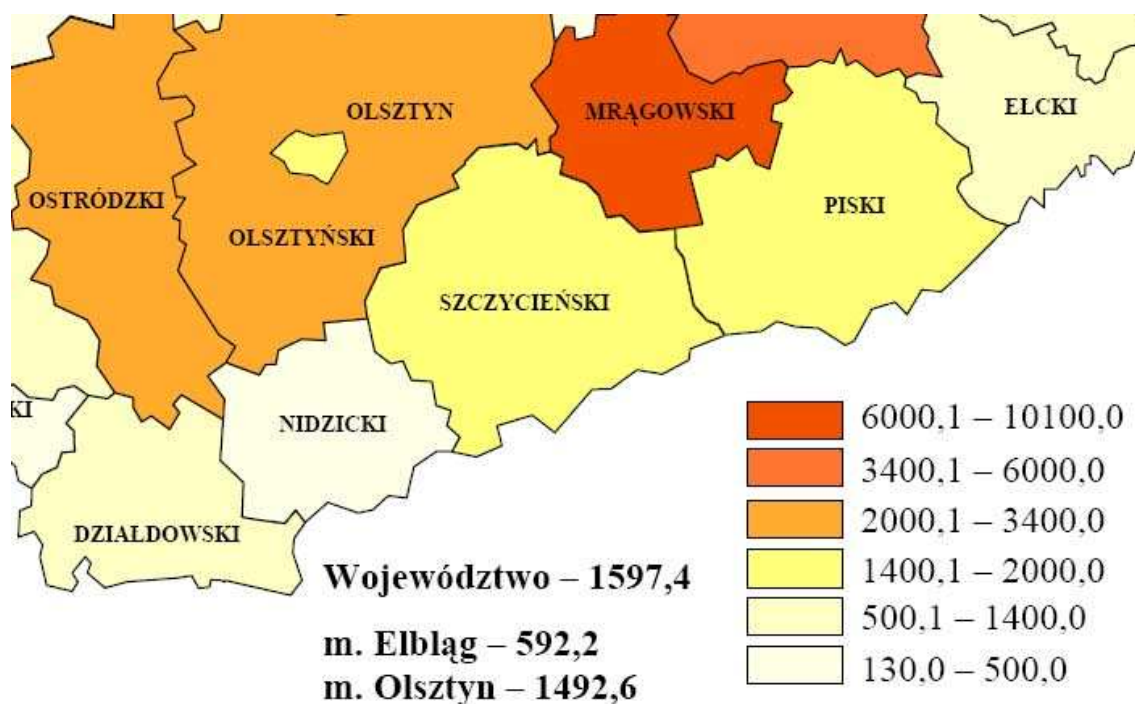 OLSZTYN
MRĄGOWSKI
EŁCKI
OSTRÓDZKI
PISKI
OLSZTYŃSKI
SZCZYCIEŃSKI
KI
NIDZICKI
DZIAŁDOWSKI
6000,1 – 10100,0
3400,1 – 6000,0
2000,1 – 3400,0
1400,1 – 2000,0
500,1 – 1400,0
130,0 – 500,0
Województwo – 1597,4
m. Elbląg – 592,2
m. Olsztyn – 1492,6